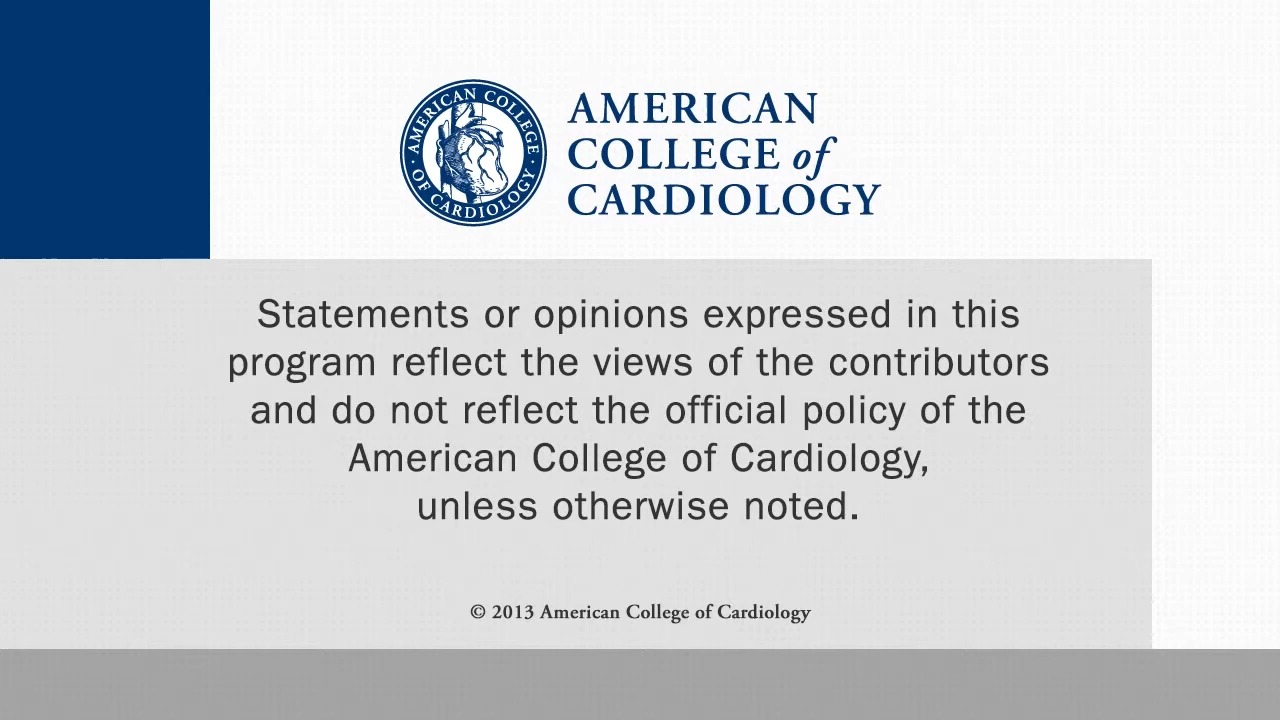 AMERICAN COLLEGE
OF CARDIOLOGY
AMERICAN
COLLEGE of
CARDIOLOGY
Statements or opinions expressed in this
program reflect the views of the contributors
and do not reflect the official policy of the
American College of Cardiology,
unless otherwise noted.
© 2013 American College of Cardiology